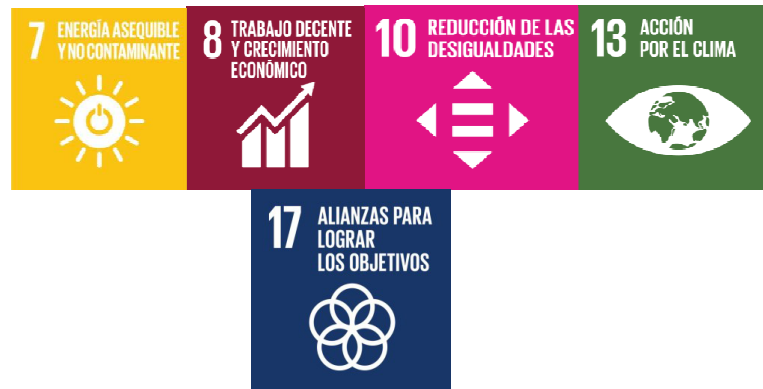 7 ENERGÍA ASEQUIBLE
Y NO CONTAMINANTE
8 TRABAJO DECENTE
Y CRECIMIENTO
ECONÓMICO
10 REDUCCIÓN DE LAS
DESIGUALDADES
13 ACCIÓN
POR EL CLIMA
17 ALIANZAS PARA
LOGRAR
LOS OBJETIVOS